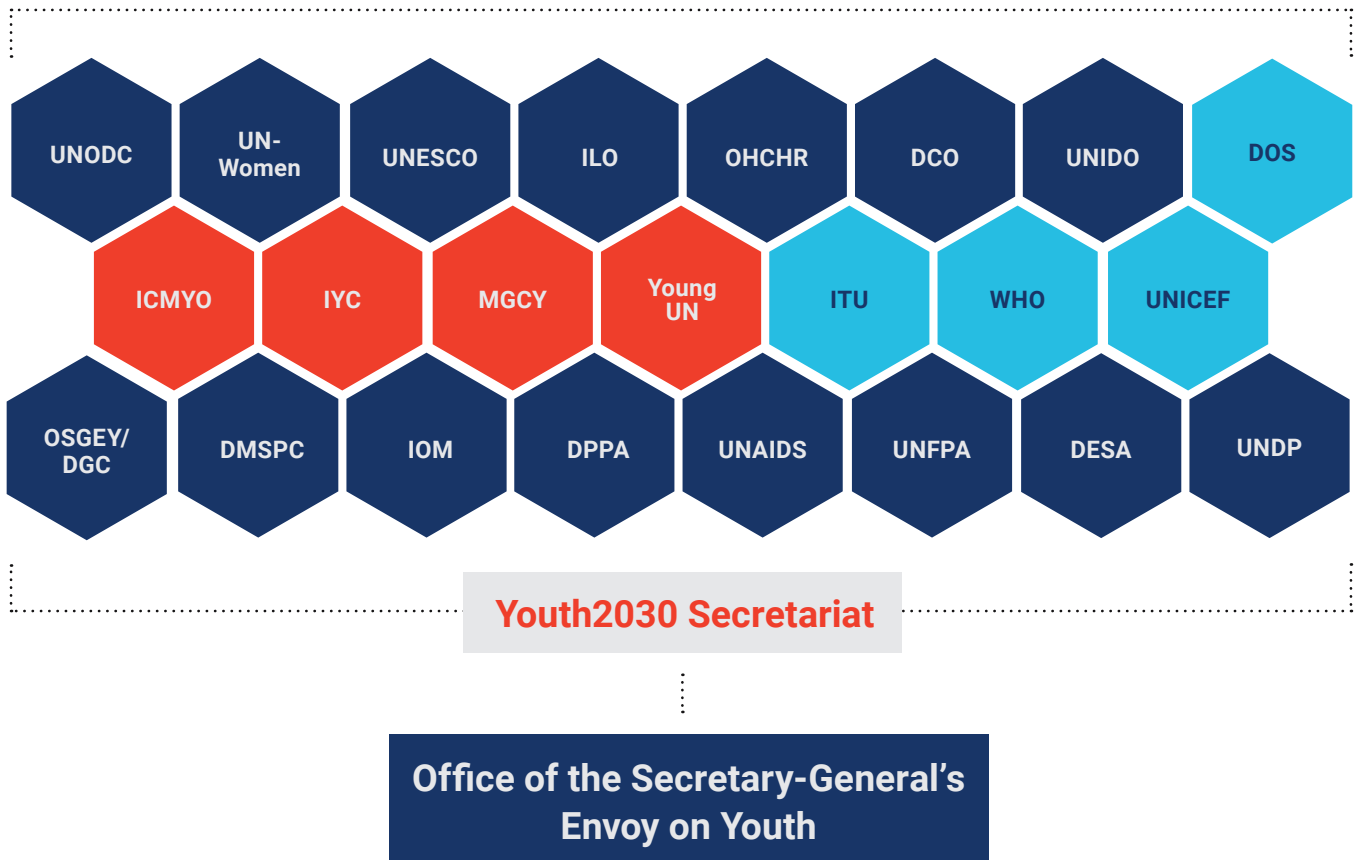 UNODC
UN-
Women
UNESCO
ILO
OHCHR
DCO
UNIDO
DOS
ICMYO
IYC
MGCY
Young
UN
ITU
WHO
UNICEF
OSGEY/
DGC
DMSPC
IOM
DPPA
UNAIDS
UNFPA
DESA
UNDP
Youth2030 Secretariat
Office of the Secretary-General’s
Envoy on Youth